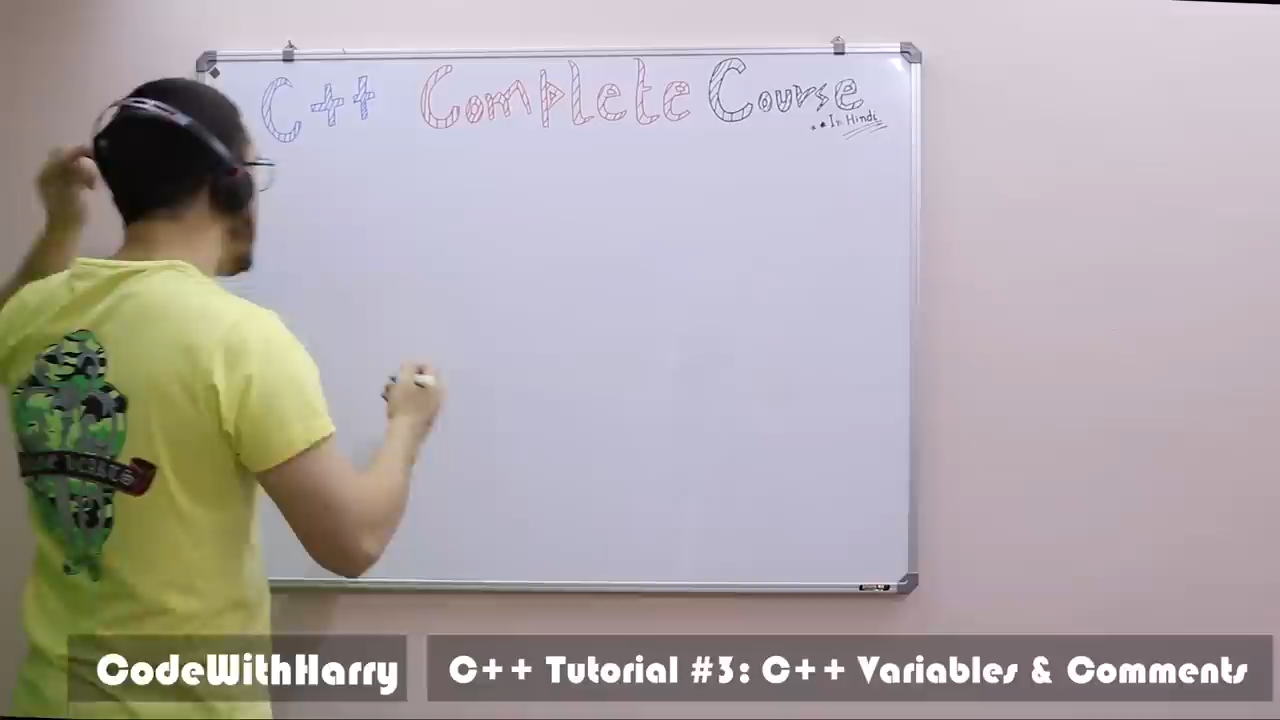 C++ Complete Course
**In Hindi
CodeWithHarry
C++ Tutorial #3: C++ Variables & Comments